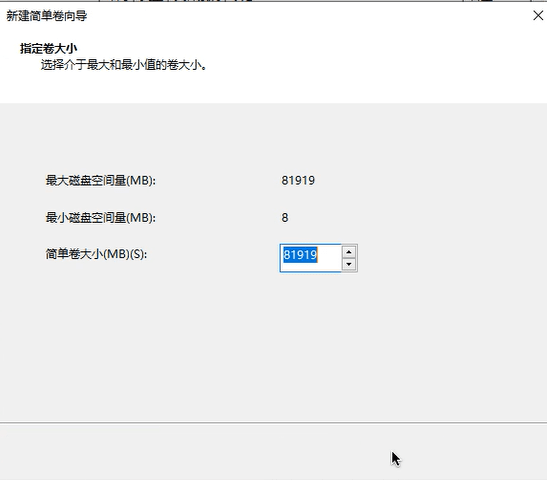 新建简单卷向导
指定卷大小
选择介于最大和最小值的卷大小。
最大磁盘空间量(MB): 81919
最小磁盘空间量(MB): 8
简单卷大小(MB)(S): 81919